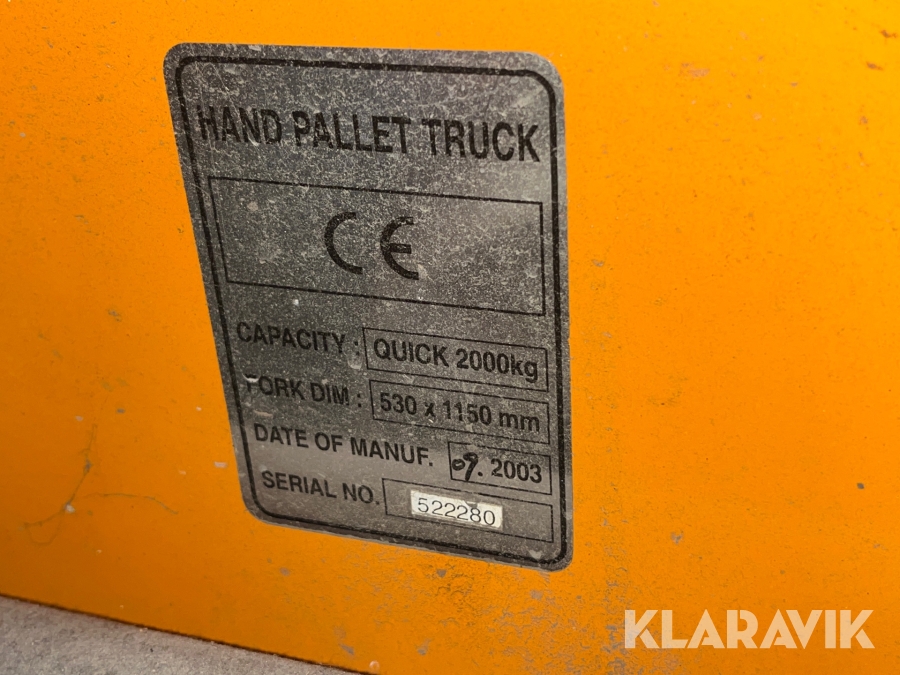 HAND PALLET TRUCK
CE
CAPACITY : QUICK 2000kg
FORK DIM : 530 x 1150 mm
DATE OF MANUF. 09. 2003
SERIAL NO. 522280
KLARAVIK